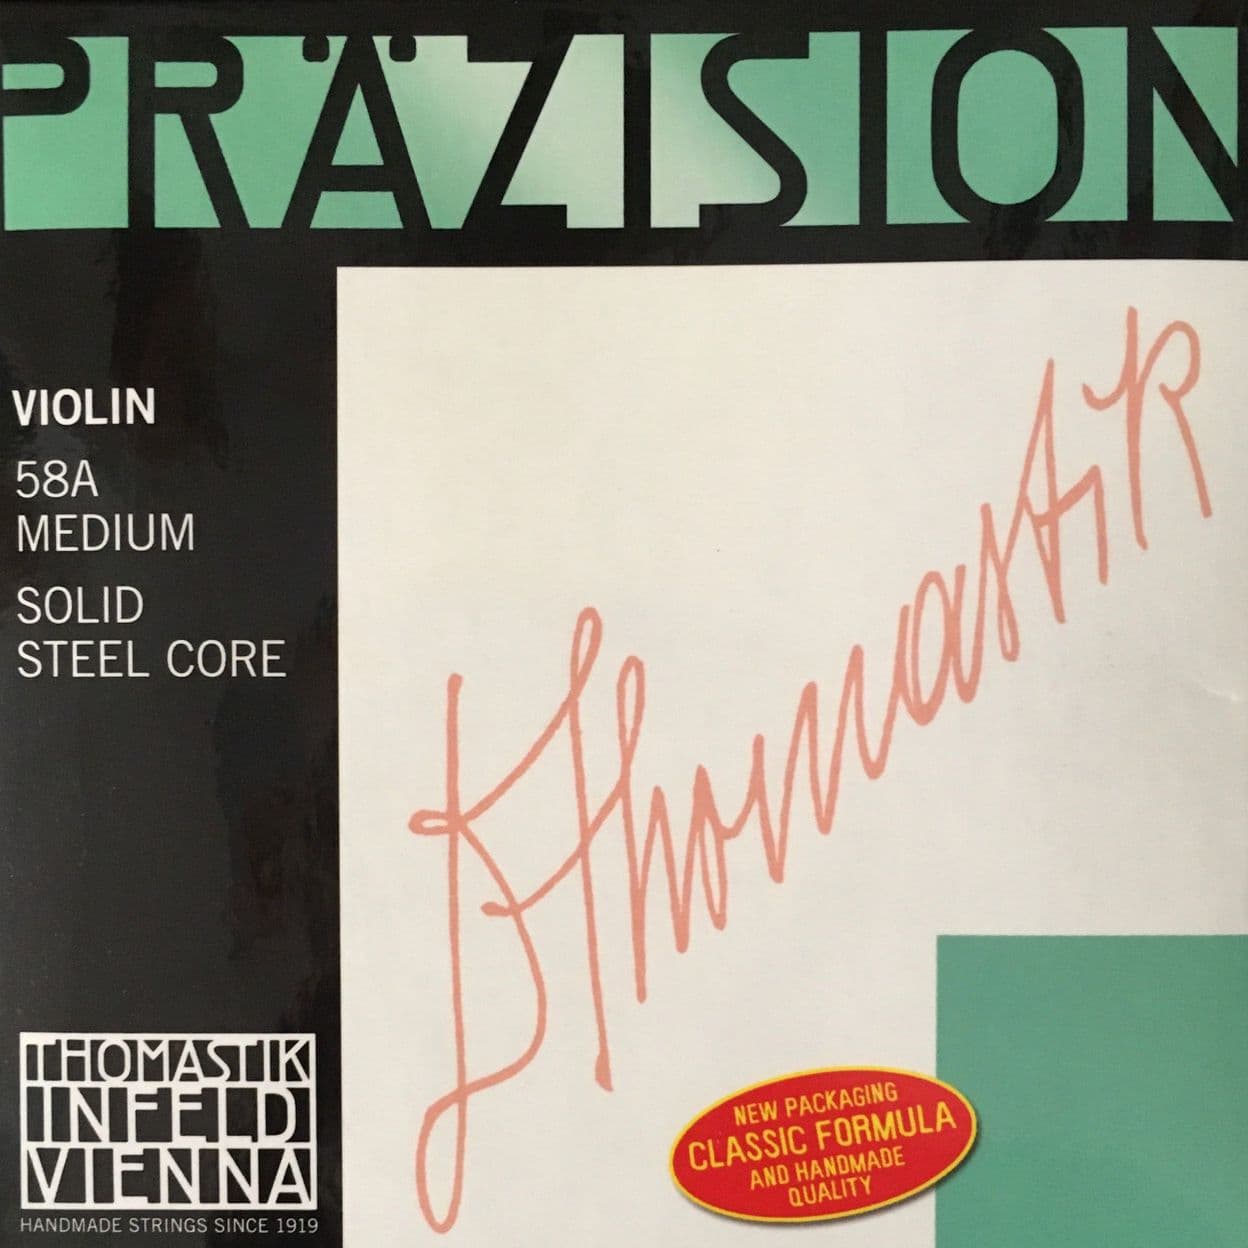 PRÄZISION
VIOLIN
58A
MEDIUM
SOLID
STEEL CORE
Thomastik
THOMASTIK
INFELD
VIENNA
HANDMADE STRINGS SINCE 1919
NEW PACKAGING
CLASSIC FORMULA
AND HANDMADE
QUALITY